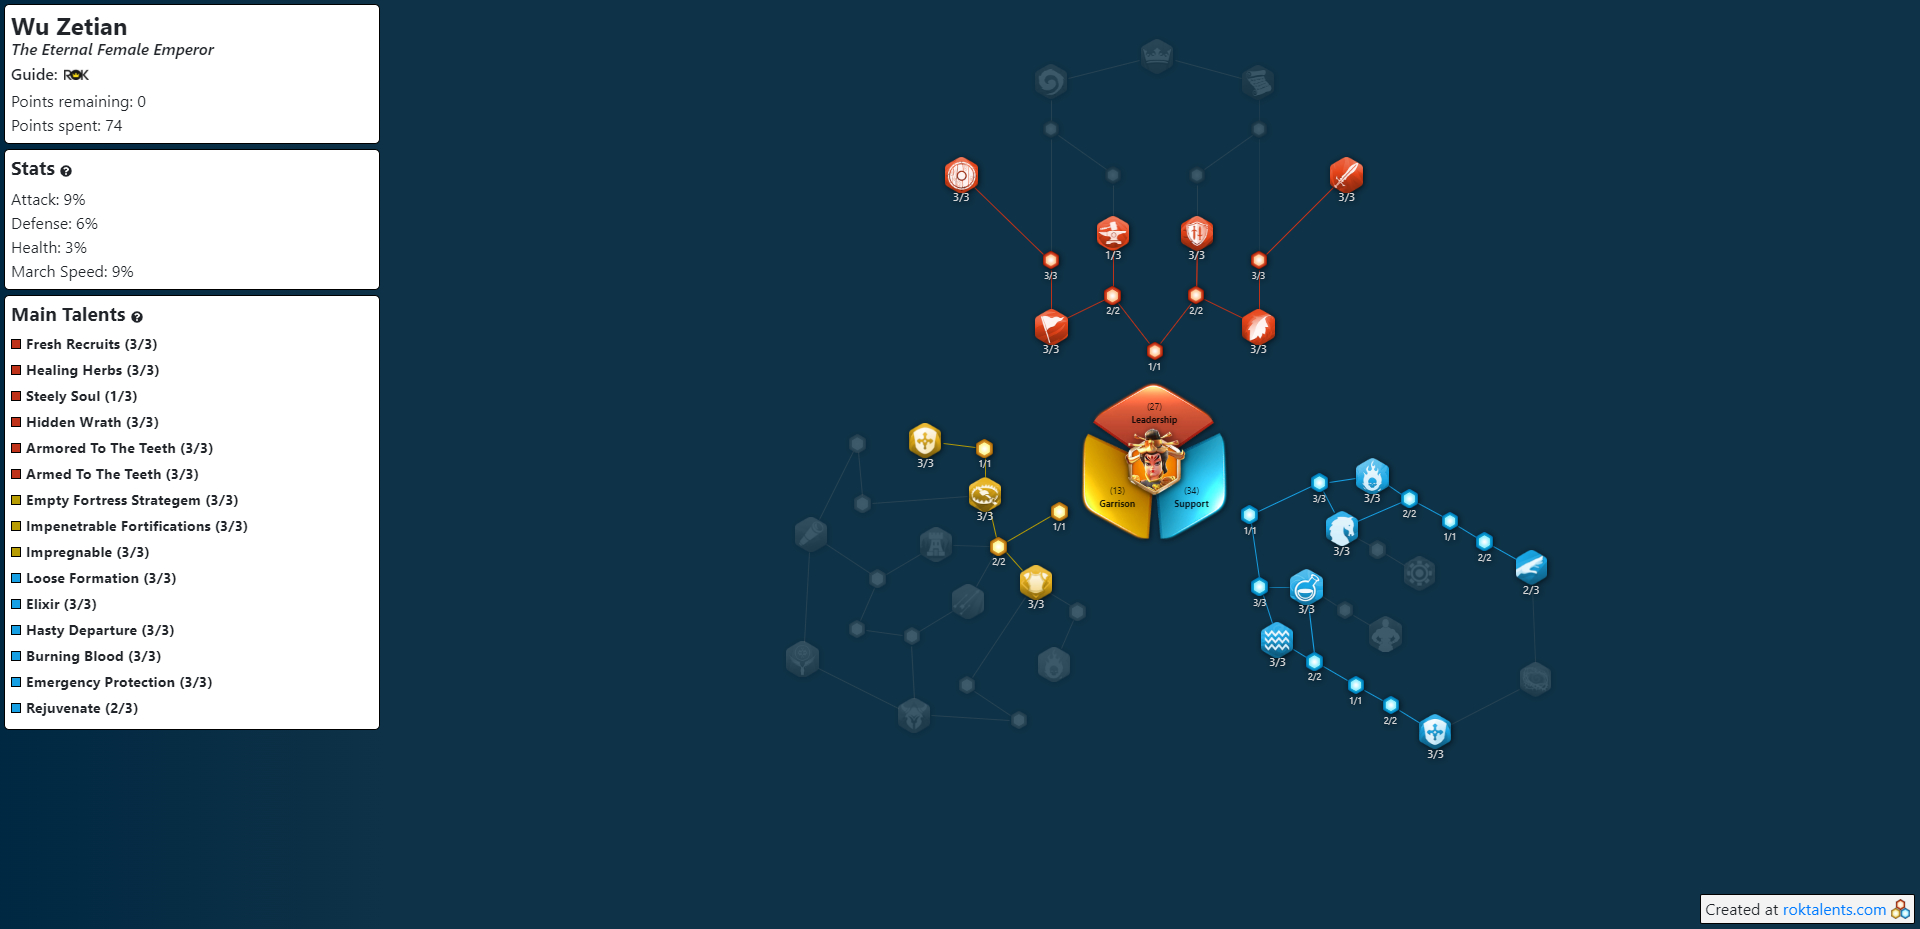 Wu Zetian
The Eternal Female Emperor
Guide: ROK
Points remaining: 0
Points spent: 74
Stats ?
Attack: 9%
Defense: 6%
Health: 3%
March Speed: 9%
Main Talents ?
Fresh Recruits (3/3)
Healing Herbs (3/3)
Steely Soul (1/3)
Hidden Wrath (3/3)
Armored To The Teeth (3/3)
Armed To The Teeth (3/3)
Empty Fortress Strategem (3/3)
Impenetrable Fortifications (3/3)
Impregnable (3/3)
Loose Formation (3/3)
Elixir (3/3)
Hasty Departure (3/3)
Burning Blood (3/3)
Emergency Protection (3/3)
Rejuvenate (2/3)
3/3
3/3
1/3
3/3
3/3
3/3
2/2
2/2
3/3
3/3
1/1
(27)
Leadership
(13)
Garrison
(34)
Support
3/3
1/1
3/3
1/1
2/2
3/3
3/3
3/3
2/2
1/1
1/1
3/3
2/2
2/3
3/3
3/3
3/3
2/2
1/1
2/2
3/3
Created at roktalents.com